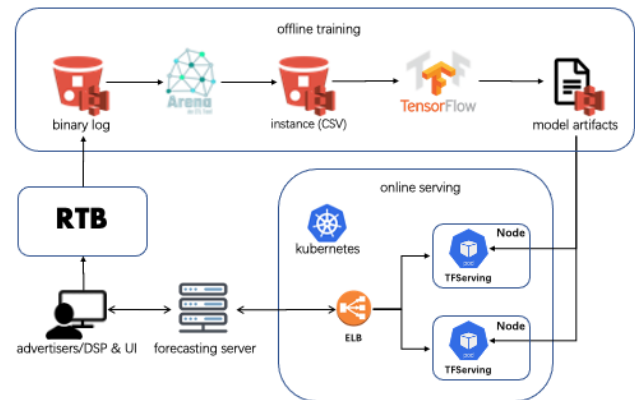 offline training
Arena
binary log
instance (CSV)
TensorFlow
model artifacts
RTB
online serving
kubernetes
Node
TFServing
ELB
Node
TFServing
advertisers/DSP & UI
forecasting server